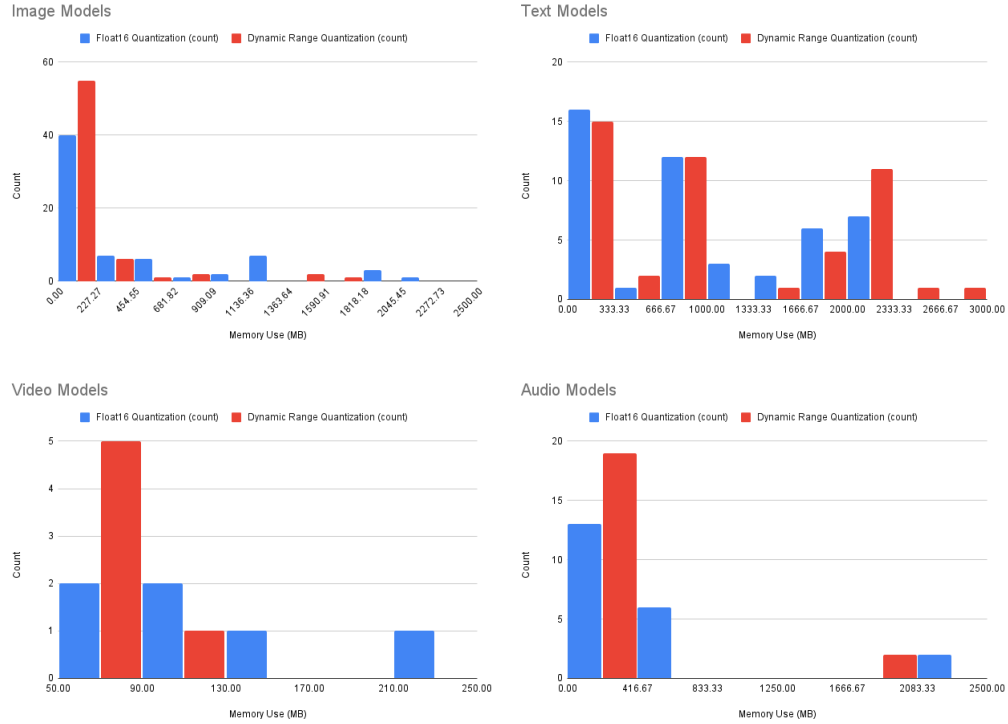 Image Models
Float16 Quantization (count) Dynamic Range Quantization (count)
60
40
20
0
Count
0.00 227.27 454.55 681.82 909.09 1136.36 1363.64 1590.91 1818.18 2045.45 2272.73 2500.00
Memory Use (MB)
Text Models
Float16 Quantization (count) Dynamic Range Quantization (count)
20
15
10
5
0
Count
0.00 333.33 666.67 1000.00 1333.33 1666.67 2000.00 2333.33 2666.67 3000.00
Memory Use (MB)
Video Models
Float16 Quantization (count) Dynamic Range Quantization (count)
5
4
3
2
1
0
Count
50.00 90.00 130.00 170.00 210.00 250.00
Memory Use (MB)
Audio Models
Float16 Quantization (count) Dynamic Range Quantization (count)
20
15
10
5
0
Count
0.00 416.67 833.33 1250.00 1666.67 2083.33 2500.00
Memory Use (MB)